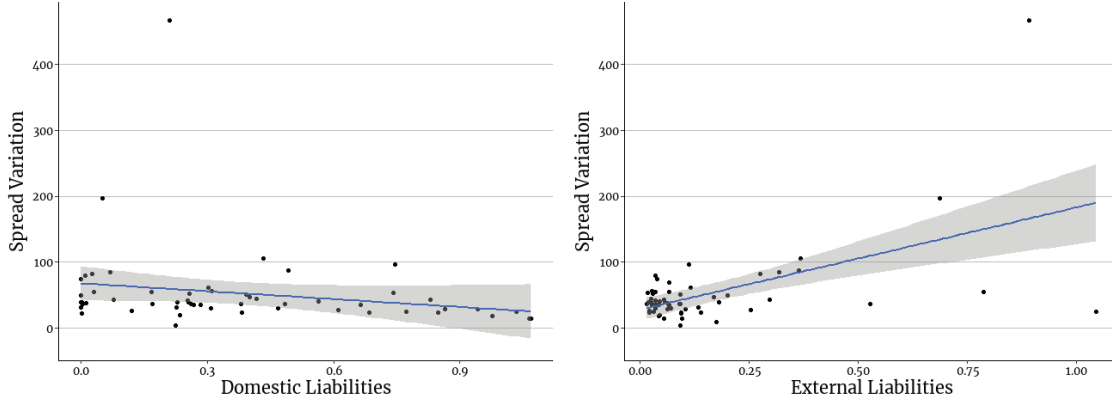 Spread Variation
400
300
200
100
0
0.0 0.3 0.6 0.9
Domestic Liabilities
Spread Variation
400
300
200
100
0
0.00 0.25 0.50 0.75 1.00
External Liabilities